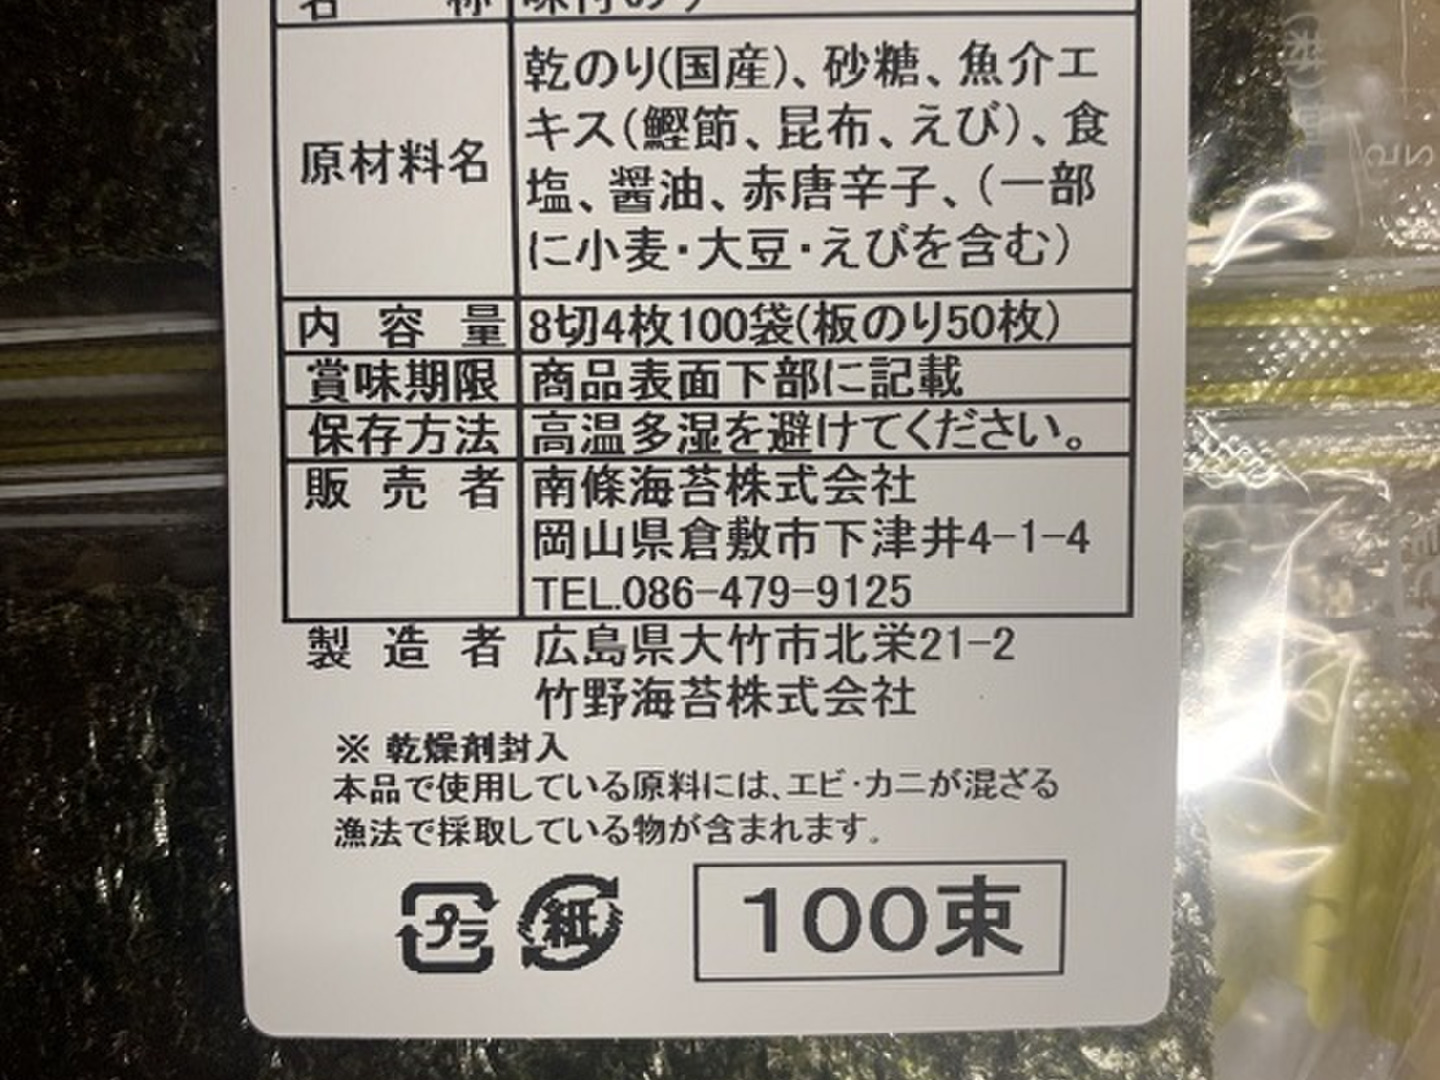 名 称 味付のり
原材料名 乾のり(国産)、砂糖、魚介エ
キス(鰹節、昆布、えび)、食
塩、醤油、赤唐辛子、(一部
に小麦・大豆・えびを含む)
内容量 8切4枚100袋(板のり50枚)
賞味期限 商品表面下部に記載
保存方法 高温多湿を避けてください。
販売者 南條海苔株式会社
岡山県倉敷市下津井4-1-4
TEL.086-479-9125
製造者 広島県大竹市北栄21-2
竹野海苔株式会社
※ 乾燥剤封入
本品で使用している原料には、エビ・カニが混ざる
漁法で採取している物が含まれます。
プラ 紙 100束